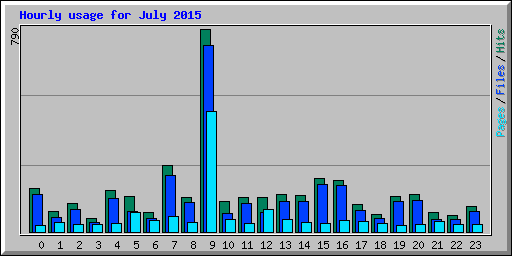 Hourly usage for July 2015
790
Pages/Files/Hits
0 1 2 3 4 5 6 7 8 9 10 11 12 13 14 15 16 17 18 19 20 21 22 23